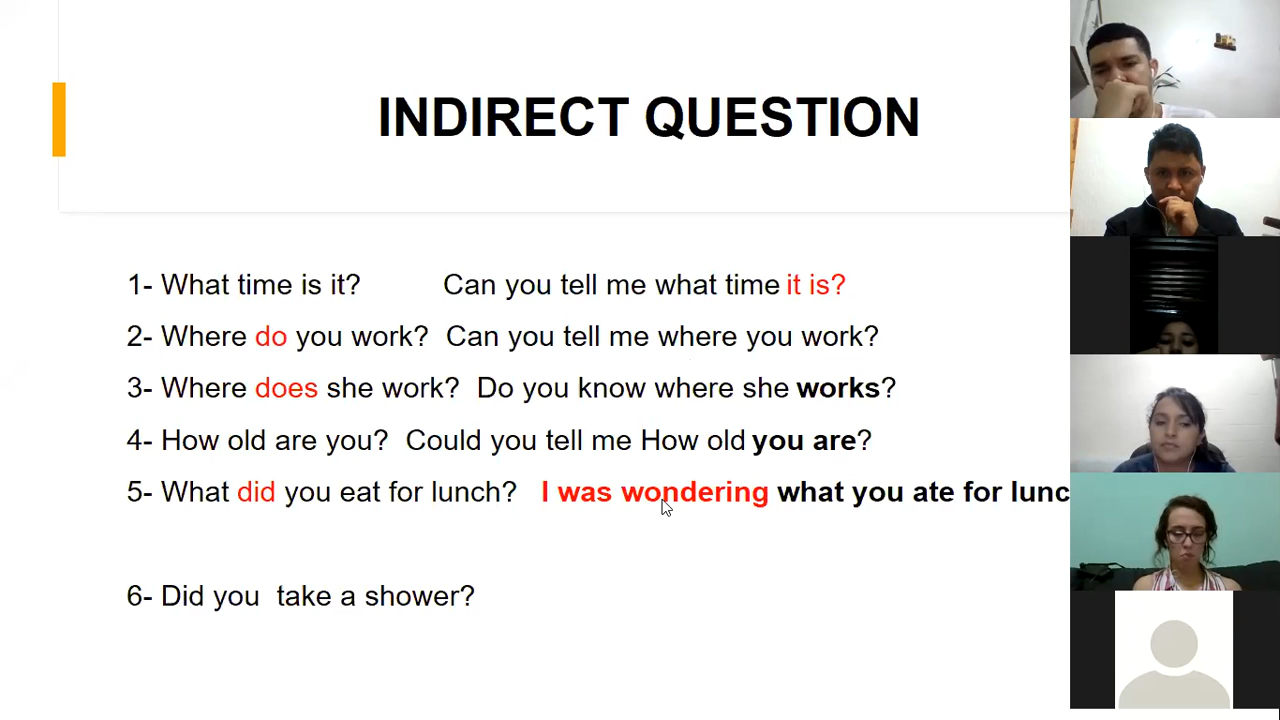 INDIRECT QUESTION
1- What time is it? Can you tell me what time it is?
2- Where do you work? Can you tell me where you work?
3- Where does she work? Do you know where she works?
4- How old are you? Could you tell me How old you are?
5- What did you eat for lunch? I was wondering what you ate for lunc
6- Did you take a shower?